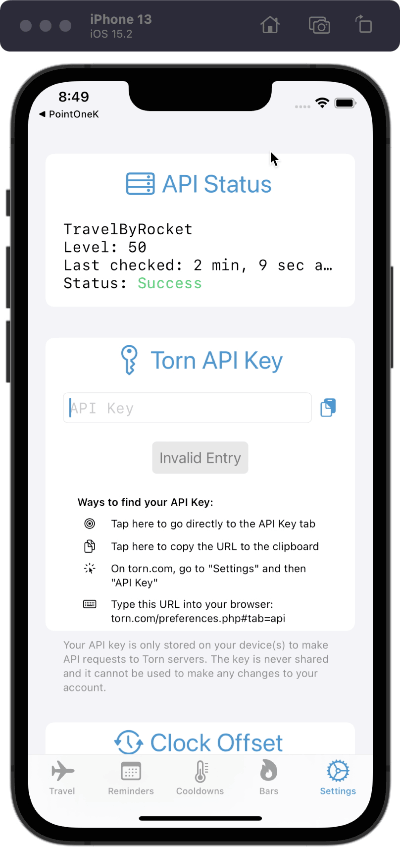 iPhone 13
iOS 15.2
8:49
◀ PointOneK
API Status
TravelByRocket
Level: 50
Last checked: 2 min, 9 sec a…
Status: Success
Torn API Key
API Key
Invalid Entry
Ways to find your API Key:
Tap here to go directly to the API Key tab
Tap here to copy the URL to the clipboard
On torn.com, go to "Settings" and then
"API Key"
Type this URL into your browser:
torn.com/preferences.php#tab=api
Your API key is only stored on your device(s) to make
API requests to Torn servers. The key is never shared
and it cannot be used to make any changes to your
account.
Clock Offset
Travel
Reminders
Cooldowns
Bars
Settings